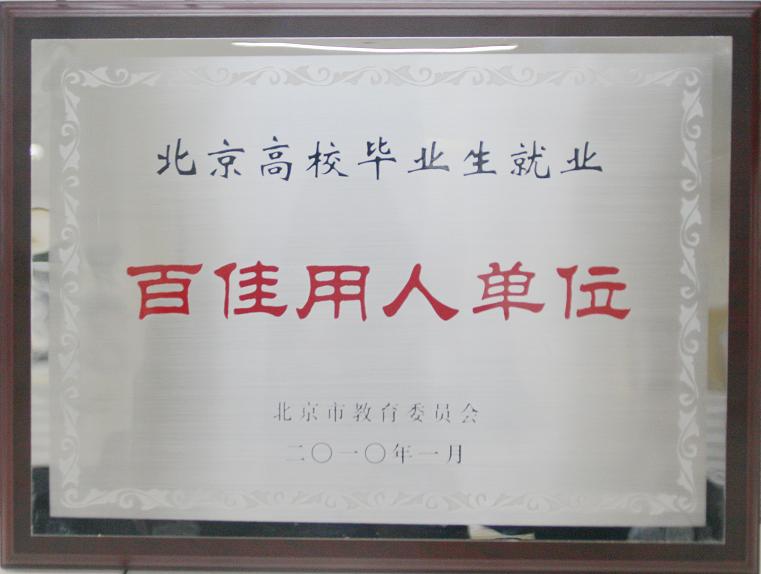 北京高校毕业生就业
百佳用人单位
北京市教育委员会
二〇一〇年一月